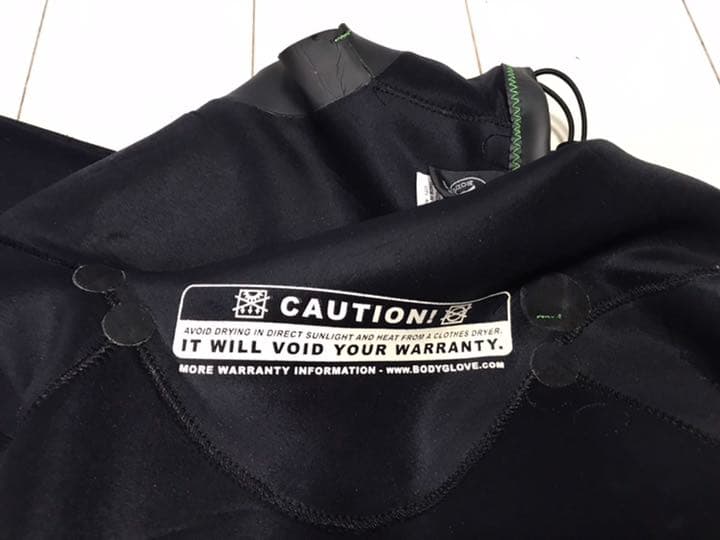 CAUTION!
AVOID DRYING IN DIRECT SUNLIGHT AND HEAT FROM A CLOTHES DRYER.
IT WILL VOID YOUR WARRANTY.
MORE WARRANTY INFORMATION - WWW.BODYGLOVE.COM